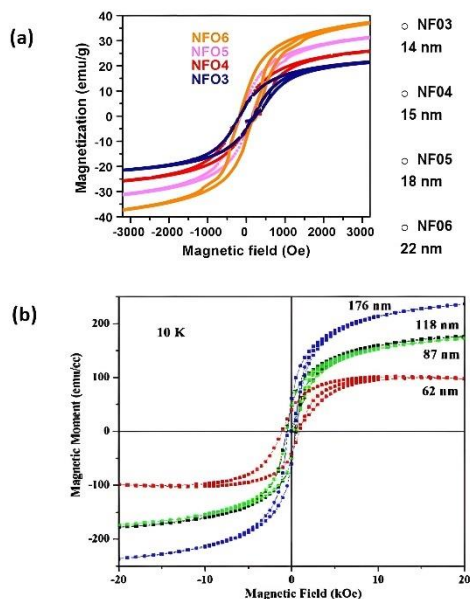 (a)
Magnetization (emu/g)
40
30
20
10
0
-10
-20
-30
-40
NFO6
NFO5
NFO4
NFO3
-3000 -2000 -1000 0 1000 2000 3000
Magnetic field (Oe)
○ NF03
14 nm
○ NF04
15 nm
○ NF05
18 nm
○ NF06
22 nm
(b)
Magnetic Moment (emu/cc)
200
100
0
-100
-200
10 K
176 nm
118 nm
87 nm
62 nm
-20 -10 0 10 20
Magnetic Field (kOe)